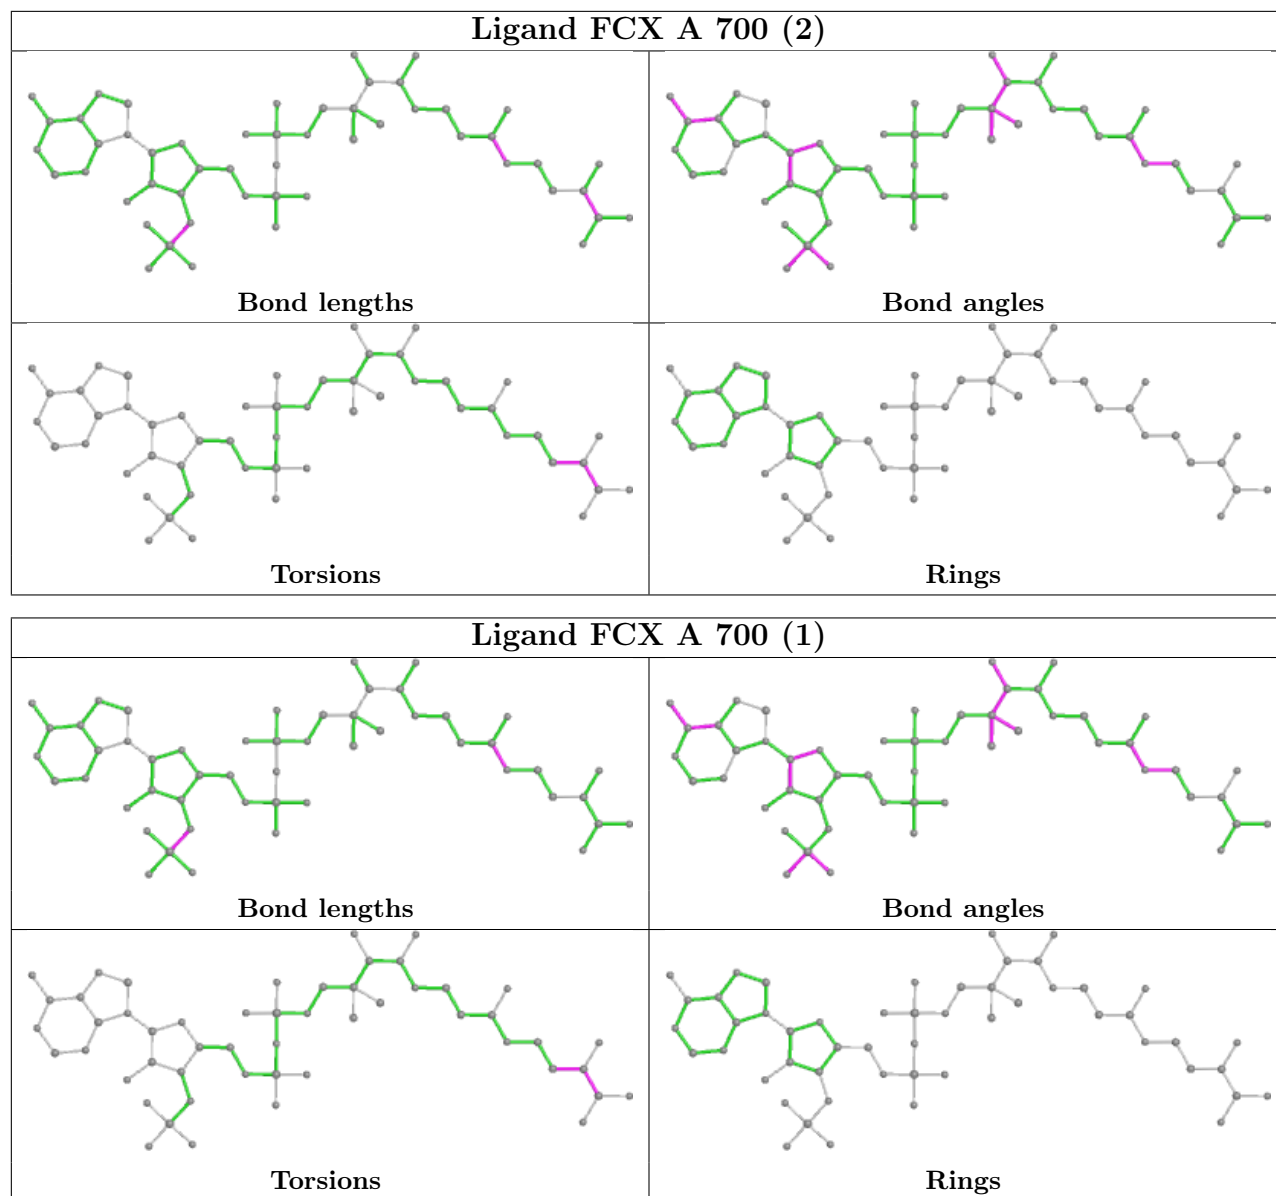 Ligand FCX A 700 (2)
Bond lengths
Bond angles
Torsions
Rings
Ligand FCX A 700 (1)
Bond lengths
Bond angles
Torsions
Rings